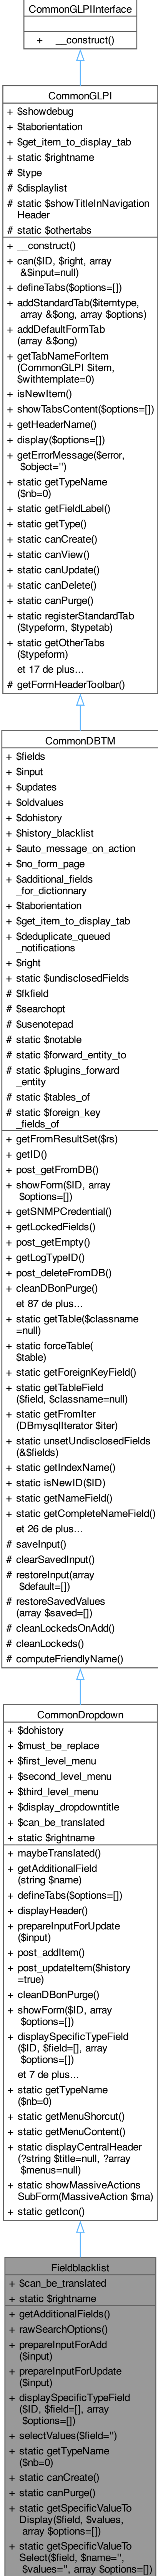 CommonGLPIInterface
+ __construct()
CommonGLPI
+ $showdebug
+ $taborientation
+ $get_item_to_display_tab
+ static $rightname
# $type
# $displaylist
# static $showTitleInNavigation
Header
# static $othertabs
+ __construct()
+ can($ID, $right, array
&$input=null)
+ defineTabs($options=[])
+ addStandardTab($itemtype,
array &$ong, array $options)
+ addDefaultFormTab
(array &$ong)
+ getTabNameForItem
(CommonGLPI $item,
$withtemplate=0)
+ isNewItem()
+ showTabsContent($options=[])
+ getHeaderName()
+ display($options=[])
+ getErrorMessage($error,
$object='')
+ static getTypeName
($nb=0)
+ static getFieldLabel()
+ static getType()
+ static canCreate()
+ static canView()
+ static canUpdate()
+ static canDelete()
+ static canPurge()
+ static registerStandardTab
($typeform, $typetab)
+ static getOtherTabs
($typeform)
et 17 de plus...
# getFormHeaderToolbar()
CommonDBTM
+ $fields
+ $input
+ $updates
+ $oldvalues
+ $dohistory
+ $history_blacklist
+ $auto_message_on_action
+ $no_form_page
+ $additional_fields
_for_dictionnary
+ $taborientation
+ $get_item_to_display_tab
+ $deduplicate_queued
_notifications
+ $right
+ static $undisclosedFields
# $fkfield
# $searchopt
# $usenotepad
# static $notable
# static $forward_entity_to
# static $plugins_forward
_entity
# static $tables_of
# static $foreign_key
_fields_of
+ getFromResultSet($rs)
+ getID()
+ post_getFromDB()
+ showForm($ID, array
$options=[])
+ getSNMPCredential()
+ getLockedFields()
+ post_getEmpty()
+ getLogTypeID()
+ post_deleteFromDB()
+ cleanDBonPurge()
et 87 de plus...
+ static getTable($classname
=null)
+ static forceTable(
$table)
+ static getForeignKeyField()
+ static getTableField
($field, $classname=null)
+ static getFromIter
(DBmysqlIterator $iter)
+ static unsetUndisclosedFields
(&$fields)
+ static getIndexName()
+ static isNewID($ID)
+ static getNameField()
+ static getCompleteNameField()
et 26 de plus...
# saveInput()
# clearSavedInput()
# restoreInput(array
$default=[])
# restoreSavedValues
(array $saved=[])
# cleanLockedsOnAdd()
# cleanLockeds()
# computeFriendlyName()
CommonDropdown
+ $dohistory
+ $must_be_replace
+ $first_level_menu
+ $second_level_menu
+ $third_level_menu
+ $display_dropdowntitle
+ $can_be_translated
+ static $rightname
+ maybeTranslated()
+ getAdditionalField
(string $name)
+ defineTabs($options=[])
+ displayHeader()
+ prepareInputForUpdate
($input)
+ post_addItem()
+ post_updateItem($history
=true)
+ cleanDBonPurge()
+ showForm($ID, array
$options=[])
+ displaySpecificTypeField
($ID, $field=[], array
$options=[])
et 7 de plus...
+ static getTypeName
($nb=0)
+ static getMenuShorcut()
+ static getMenuContent()
+ static displayCentralHeader
(?string $title=null, ?array
$menus=null)
+ static showMassiveActions
SubForm(MassiveAction $ma)
+ static getIcon()
Fieldblacklist
+ $can_be_translated
+ static $rightname
+ getAdditionalFields()
+ rawSearchOptions()
+ prepareInputForAdd
($input)
+ prepareInputForUpdate
($input)
+ displaySpecificTypeField
($ID, $field=[], array
$options=[])
+ selectValues($field='')
+ static getTypeName
($nb=0)
+ static canCreate()
+ static canPurge()
+ static getSpecificValueTo
Display($field, $values,
array $options=[])
+ static getSpecificValueTo
Select($field, $name='',
$values='', array $options=[])